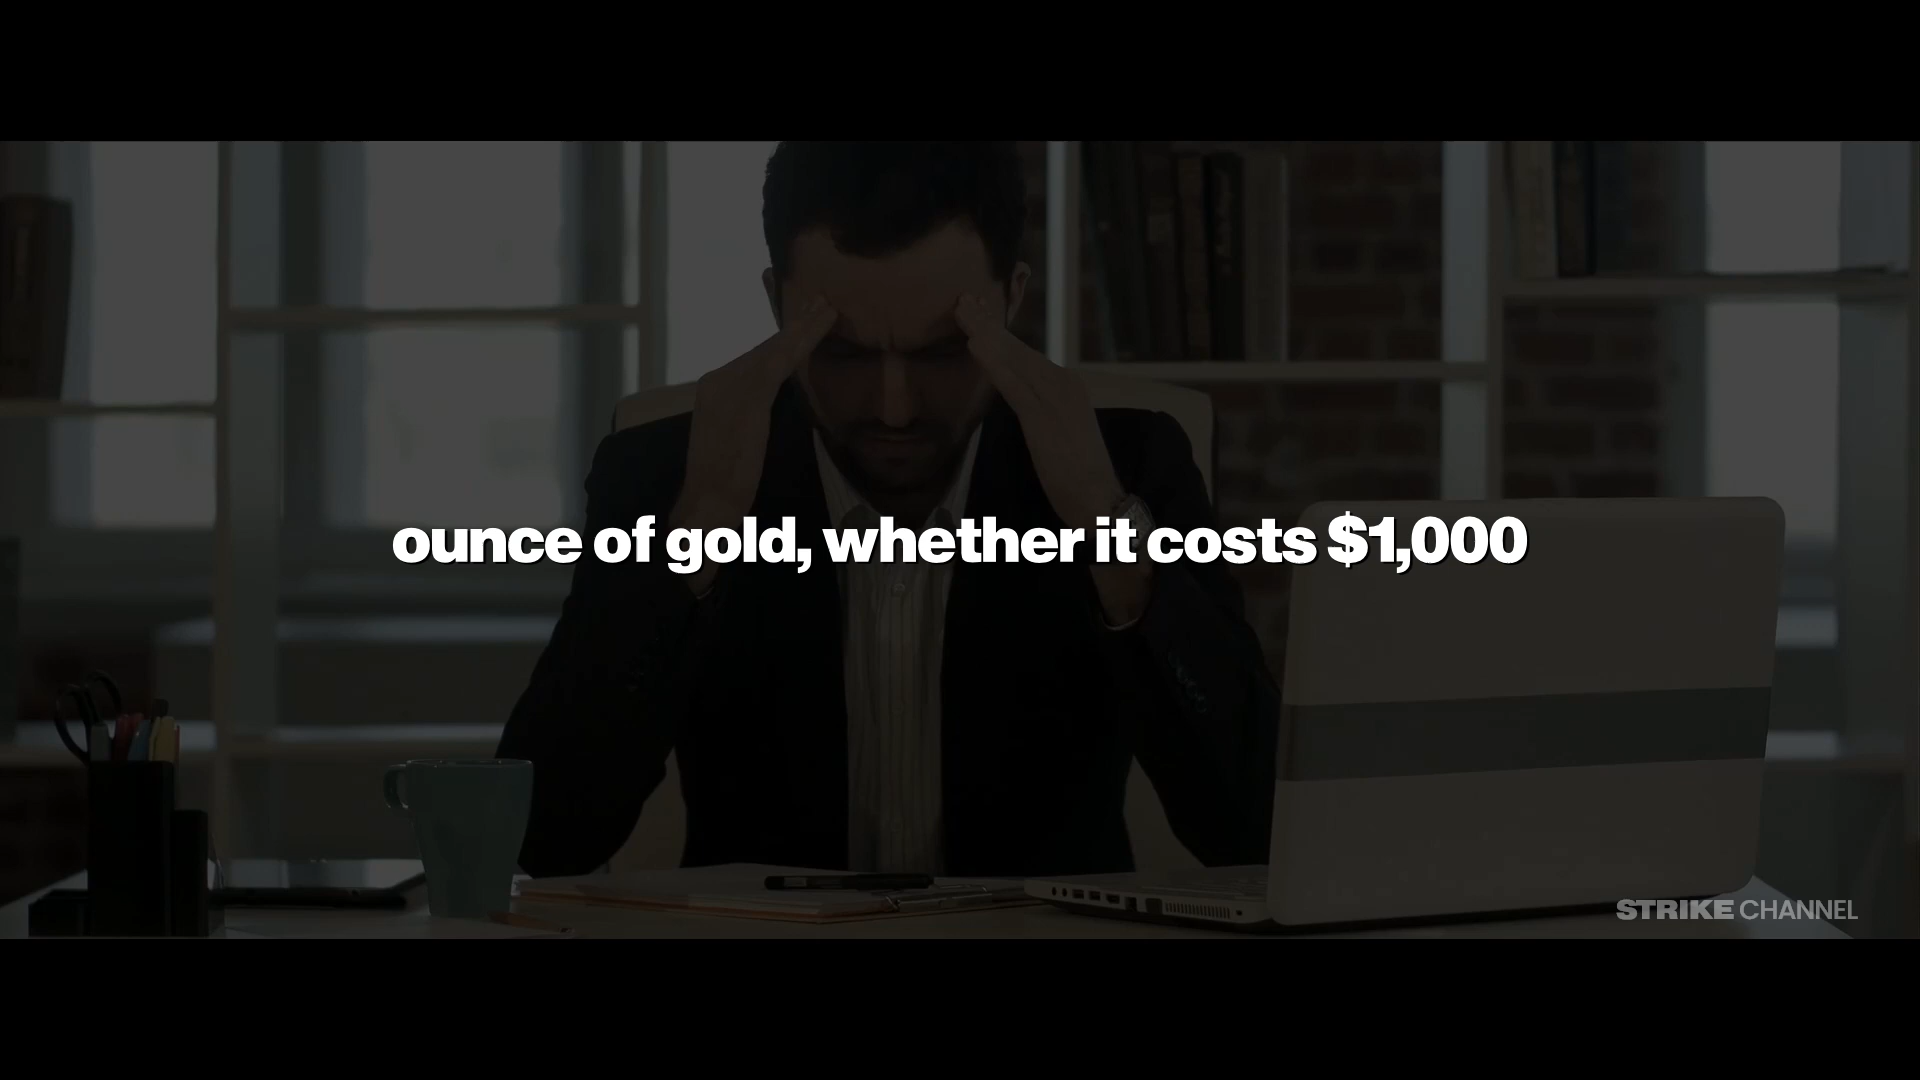 ounce of gold, whether it costs $1,000
STRIKE CHANNEL